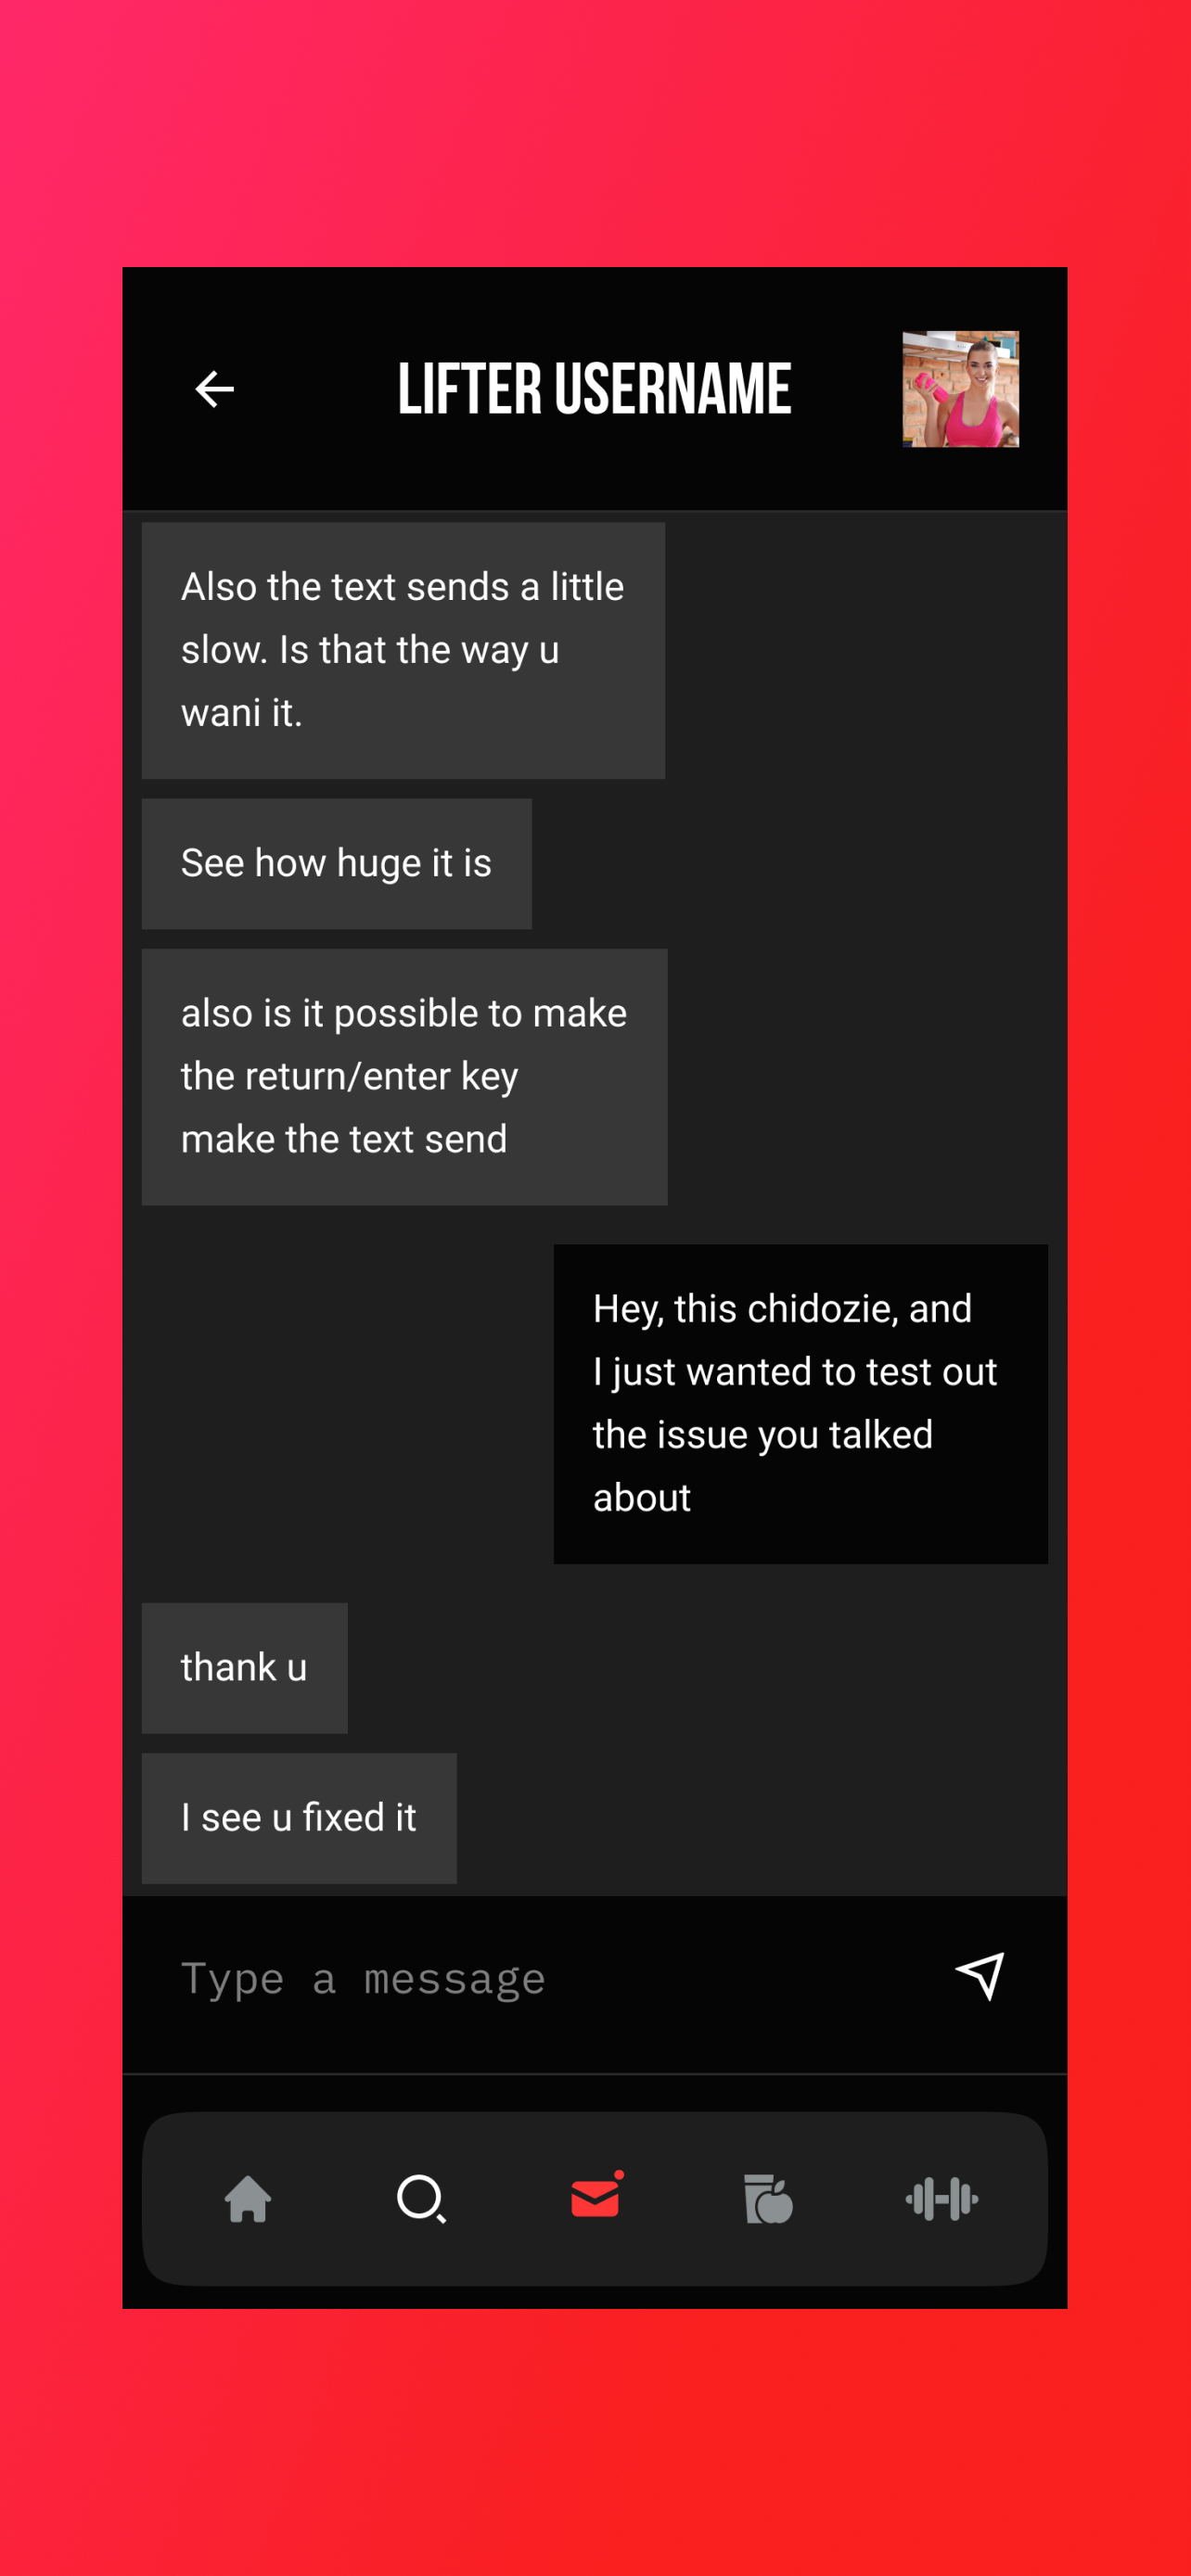 LIFTER USERNAME
Also the text sends a little
slow. Is that the way u
wani it.
See how huge it is
also is it possible to make
the return/enter key
make the text send
Hey, this chidozie, and
I just wanted to test out
the issue you talked
about
thank u
I see u fixed it
Type a message